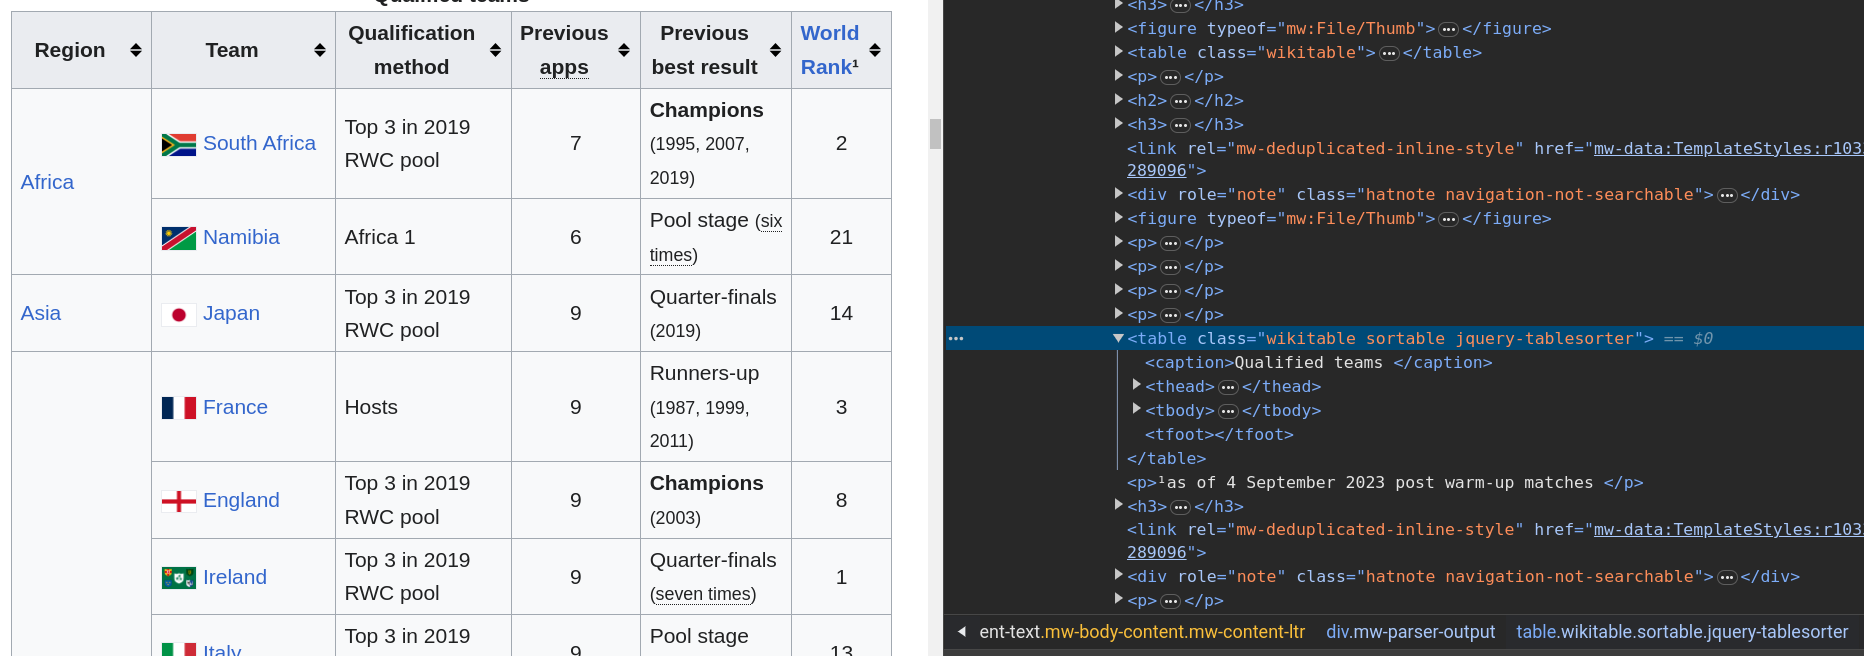 Qualified teams
Region Team Qualification method Previous apps Previous best result World Rank¹
Africa
South Africa Top 3 in 2019 RWC pool 7 Champions (1995, 2007, 2019) 2
Namibia Africa 1 6 Pool stage (six times) 21
Asia Japan Top 3 in 2019 RWC pool 9 Quarter-finals (2019) 14
France Hosts 9 Runners-up (1987, 1999, 2011) 3
England Top 3 in 2019 RWC pool 9 Champions (2003) 8
Ireland Top 3 in 2019 RWC pool 9 Quarter-finals (seven times) 1
Italy Top 3 in 2019 9 Pool stage 13
<h3>…</h3>
<figure typeof="mw:File/Thumb">…</figure>
<table class="wikitable">…</table>
<p>…</p>
<h2>…</h2>
<h3>…</h3>
<link rel="mw-deduplicated-inline-style" href="mw-data:TemplateStyles:r103
289096">
<div role="note" class="hatnote navigation-not-searchable">…</div>
<figure typeof="mw:File/Thumb">…</figure>
<p>…</p>
<p>…</p>
<p>…</p>
<p>…</p>
… <table class="wikitable sortable jquery-tablesorter"> == $0
<caption>Qualified teams </caption>
<thead>…</thead>
<tbody>…</tbody>
<tfoot></tfoot>
</table>
<p>¹as of 4 September 2023 post warm-up matches </p>
<h3>…</h3>
<link rel="mw-deduplicated-inline-style" href="mw-data:TemplateStyles:r103
289096">
<div role="note" class="hatnote navigation-not-searchable">…</div>
<p>…</p>
ent-text.mw-body-content.mw-content-ltr div.mw-parser-output table.wikitable.sortable.jquery-tablesorter